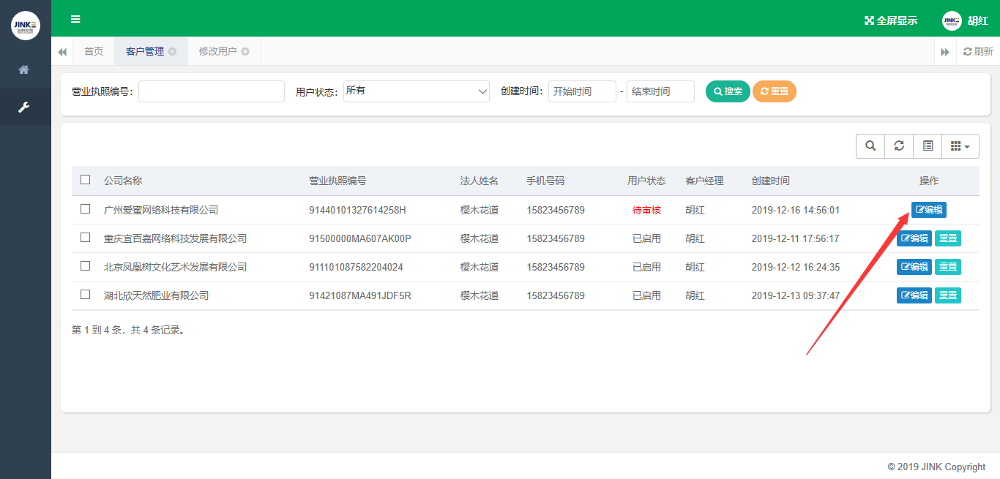 JINKE
全屏显示
JINKE
胡红
首页
客户管理
修改用户
刷新
营业执照编号：
用户状态：
所有
创建时间：
开始时间
-
结束时间
搜索
重置
公司名称 营业执照编号 法人姓名 手机号码 用户状态 客户经理 创建时间 操作
广州爱蜜网络科技有限公司 91440101327614258H 樱木花道 15823456789 待审核 胡红 2019-12-16 14:56:01 编辑
重庆宜百嘉网络科技发展有限公司 91500000MA607AK00P 樱木花道 15823456789 已启用 胡红 2019-12-11 17:56:17 编辑 重置
北京凤凰树文化艺术发展有限公司 911101087582204024 樱木花道 15823456789 已启用 胡红 2019-12-12 16:24:35 编辑 重置
湖北欣天然肥业有限公司 91421087MA491JDF5R 樱木花道 15823456789 已启用 胡红 2019-12-13 09:37:47 编辑 重置
第 1 到 4 条，共 4 条记录。
© 2019 JINK Copyright